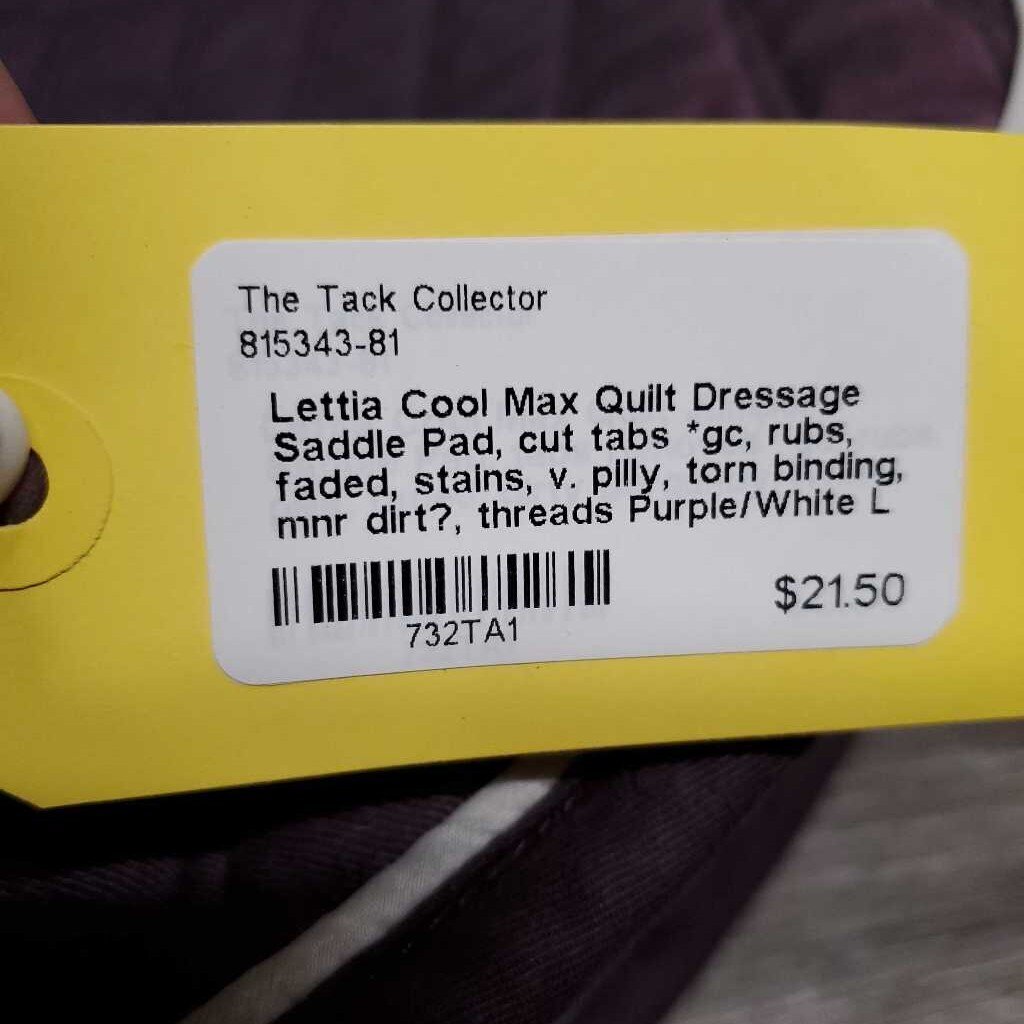 The Tack Collector
815343-81
Lettia Cool Max Quilt Dressage
Saddle Pad, cut tabs *gc, rubs,
faded, stains, v. pilly, torn binding,
mnr dirt?, threads Purple/White L
$21.50
732TA1